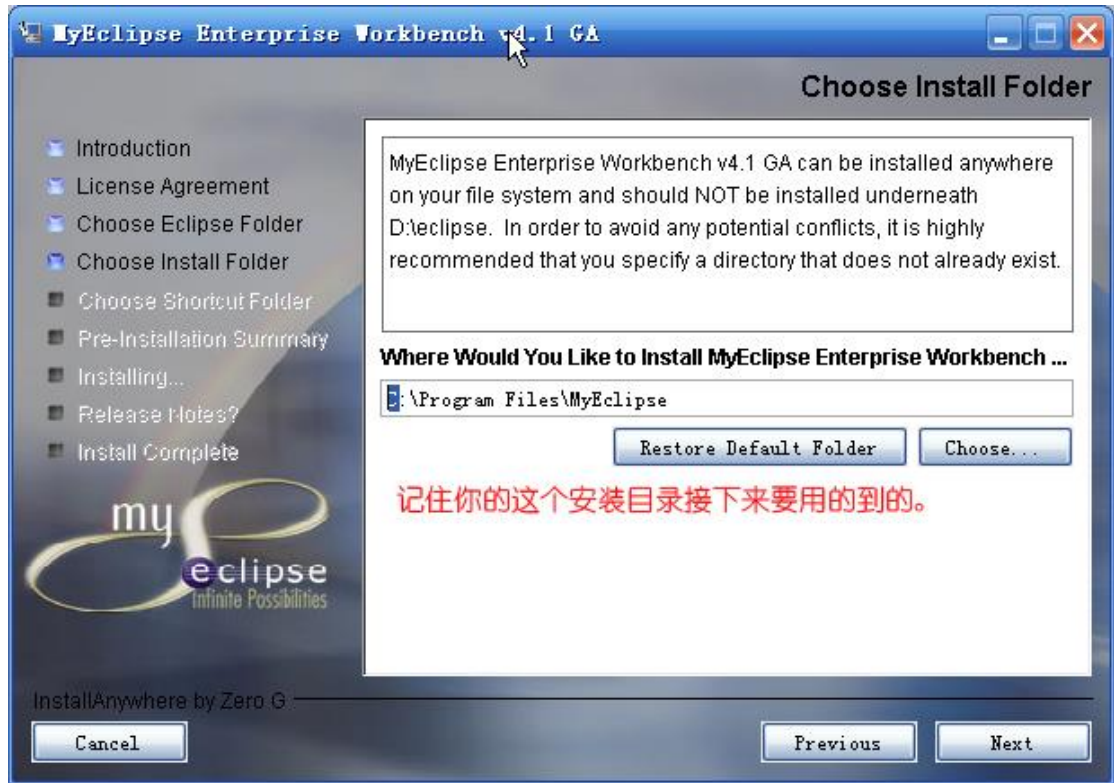 MyEclipse Enterprise Workbench v4.1 GA
Choose Install Folder
Introduction
License Agreement
Choose Eclipse Folder
Choose Install Folder
Choose Shortcut Folder
Pre-Installation Summary
Installing...
Release Notes?
Install Complete
my
eclipse
Infinite Possibilities
MyEclipse Enterprise Workbench v4.1 GA can be installed anywhere
on your file system and should NOT be installed underneath
D:\eclipse. In order to avoid any potential conflicts, it is highly
recommended that you specify a directory that does not already exist.
Where Would You Like to Install MyEclipse Enterprise Workbench ...
C:\Program Files\MyEclipse
Restore Default Folder
Choose...
记住你的这个安装目录接下来要用的到的。
InstallAnywhere by Zero G
Cancel
Previous
Next